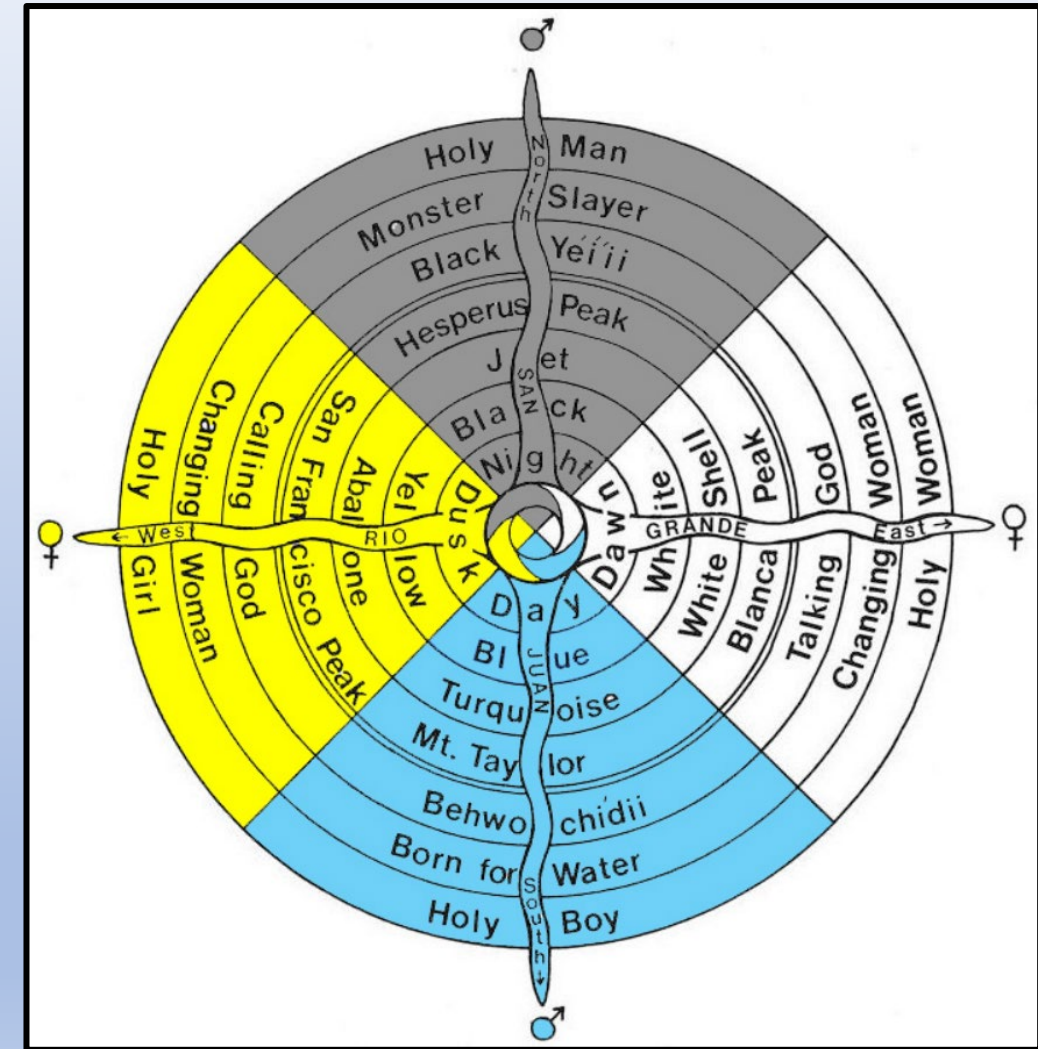 ♂
North
SAN
Holy Man
Monster Slayer
Black Yé'í'ii
Hesperus Peak
Jet
Black
Night
♀
← West
RIO
Holy Girl
Changing Woman
Calling God
San Francisco Peak
Abalone
Yellow
Dusk
Dawn
White
White Shell
Blanca Peak
Talking God
Changing Woman
Holy Woman
GRANDE
East →
♀
Day
Blue
Turquoise
Mt. Taylor
Behwochídii
Born for Water
Holy Boy
JUAN
South →
♂